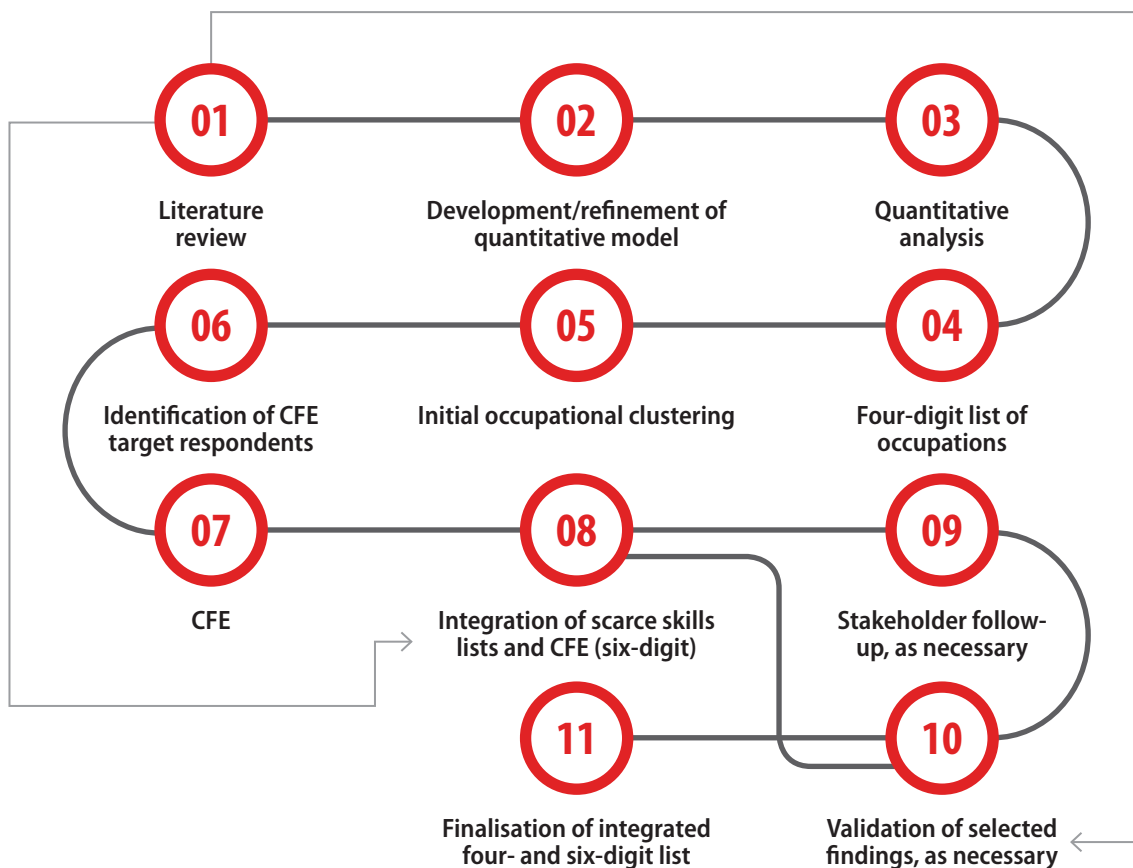 01
02
03
Literature
review
Development/refinement of
quantitative model
Quantitative
analysis
06
05
04
Identification of CFE
target respondents
Initial occupational clustering
Four-digit list of
occupations
07
08
09
CFE
Integration of scarce skills
lists and CFE (six-digit)
Stakeholder follow-
up, as necessary
11
10
Finalisation of integrated
four- and six-digit list
Validation of selected
findings, as necessary